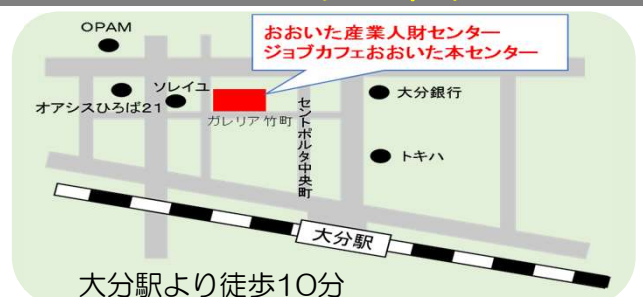 OPAM
おおいた産業人財センター
ジョブカフェおおいた本センター
ソレイユ
大分銀行
オアシスひろば21
ガレリア竹町
セントポルタ中央町
トキハ
大分駅
大分駅より徒歩10分